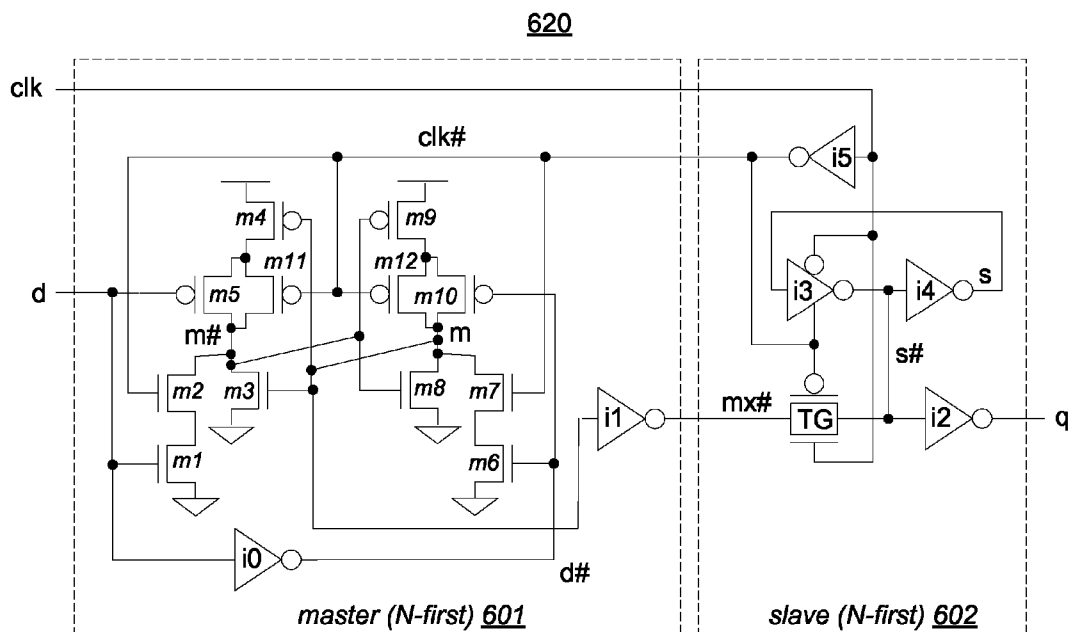 620
clk
clk#
i5
m4
m9
m11
m12
d
m5
m10
i3
i4
s
m#
m
s#
m2
m3
m8
m7
i1
mx#
TG
i2
q
m1
m6
i0
d#
master (N-first) 601
slave (N-first) 602